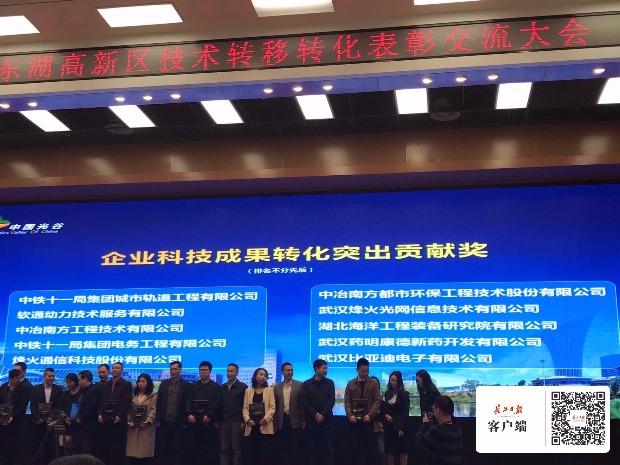 东湖高新区技术转移转化表彰交流大会
中国光谷
Valley Of China
企业科技成果转化突出贡献奖
(排名不分先后)
中铁十一局集团城市轨道工程有限公司
软通动力技术服务有限公司
中冶南方工程技术有限公司
中铁十一局集团电务工程有限公司
烽火通信科技股份有限公司
中冶南方都市环保工程技术股份有限公司
武汉烽火光网信息技术有限公司
湖北海洋工程装备研究院有限公司
武汉药明康德新药开发有限公司
武汉比亚迪电子有限公司
长江日报
客户端